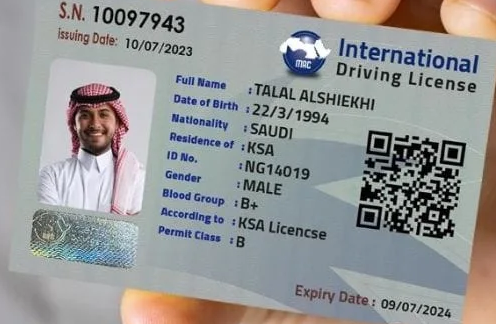 S.N. 10097943
issuing Date: 10/07/2023
MAC
International
Driving License
Full Name : TALAL ALSHIEKHI
Date of Birth : 22/3/1994
Nationality : SAUDI
Residence of : KSA
ID No. : NG14019
Gender : MALE
Blood Group : B+
According to : KSA Licencse
Permit Class : B
Expiry Date : 09/07/2024